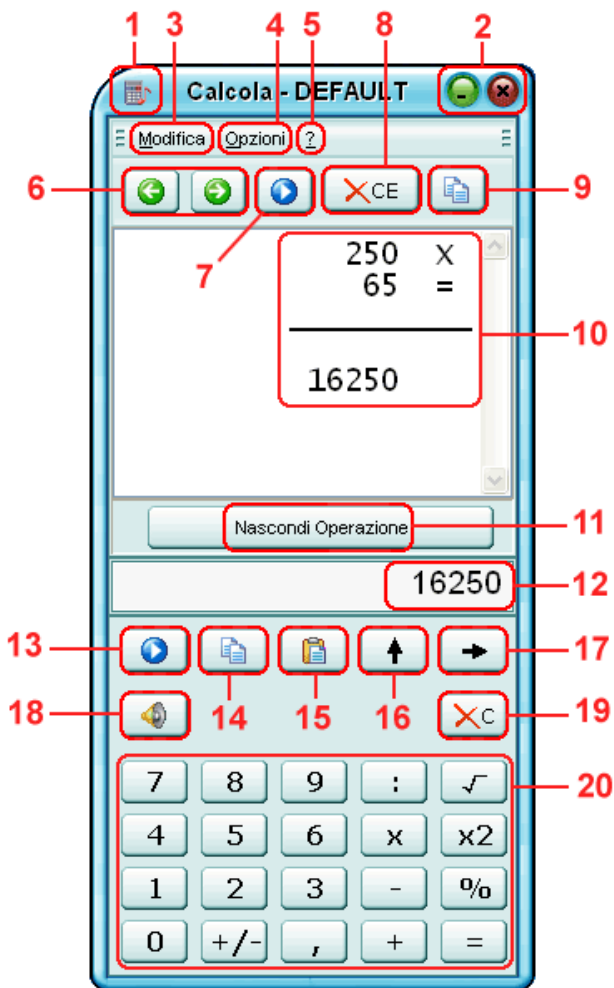 1 3 4 5 8 2
Calcola - DEFAULT
Modifica Opzioni ?
6 CE 9
7
250 X
65 =
10
16250
Nascondi Operazione 11
16250 12
13 17
18 14 15 16 C 19
7 8 9 : √ 20
4 5 6 x x2
1 2 3 - %
0 +/- , + =